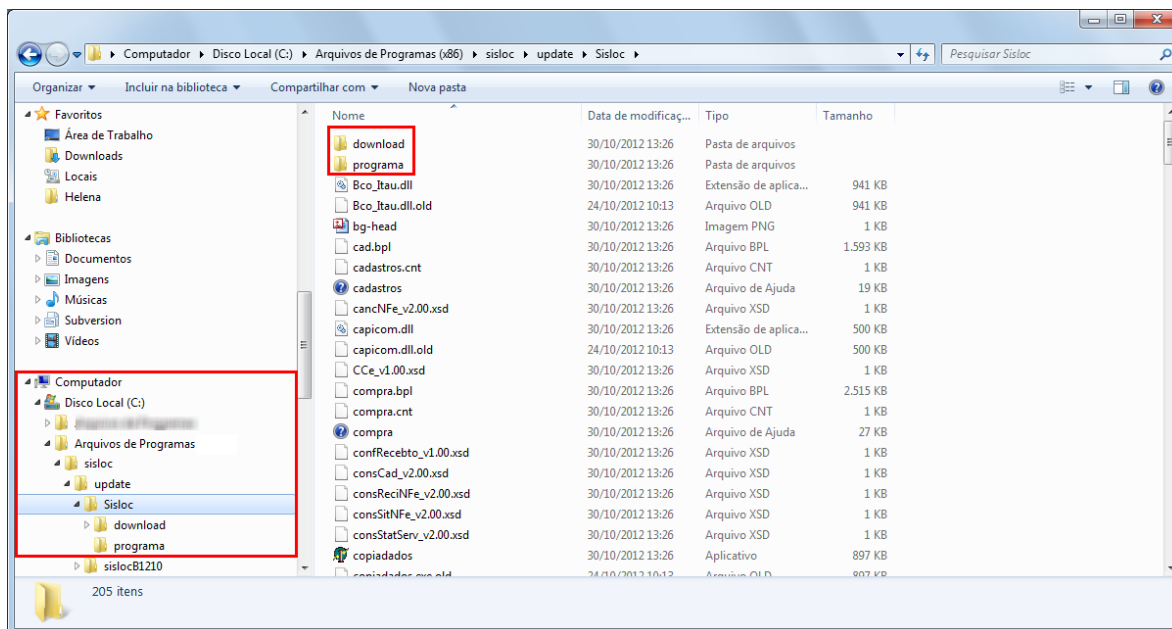 Computador ▸ Disco Local (C:) ▸ Arquivos de Programas (x86) ▸ sisloc ▸ update ▸ Sisloc ▸
Pesquisar Sisloc
Organizar Incluir na biblioteca Compartilhar com Nova pasta
Favoritos
Área de Trabalho
Downloads
Locais
Helena
Bibliotecas
Documentos
Imagens
Músicas
Subversion
Vídeos
Computador
Disco Local (C:)
Arquivos de Programas
sisloc
update
Sisloc
download
programa
sislocB1210
Nome Data de modificaç... Tipo Tamanho
download 30/10/2012 13:26 Pasta de arquivos
programa 30/10/2012 13:26 Pasta de arquivos
Bco_Itau.dll 30/10/2012 13:26 Extensão de aplica... 941 KB
Bco_Itau.dll.old 24/10/2012 10:13 Arquivo OLD 941 KB
bg-head 30/10/2012 13:26 Imagem PNG 1 KB
cad.bpl 30/10/2012 13:26 Arquivo BPL 1.593 KB
cadastros.cnt 30/10/2012 13:26 Arquivo CNT 1 KB
cadastros 30/10/2012 13:26 Arquivo de Ajuda 19 KB
cancNFe_v2.00.xsd 30/10/2012 13:26 Arquivo XSD 1 KB
capicom.dll 30/10/2012 13:26 Extensão de aplica... 500 KB
capicom.dll.old 24/10/2012 10:13 Arquivo OLD 500 KB
CCe_v1.00.xsd 30/10/2012 13:26 Arquivo XSD 1 KB
compra.bpl 30/10/2012 13:26 Arquivo BPL 2.515 KB
compra.cnt 30/10/2012 13:26 Arquivo CNT 1 KB
compra 30/10/2012 13:26 Arquivo de Ajuda 27 KB
confRecebto_v1.00.xsd 30/10/2012 13:26 Arquivo XSD 1 KB
consCad_v2.00.xsd 30/10/2012 13:26 Arquivo XSD 1 KB
consReciNFe_v2.00.xsd 30/10/2012 13:26 Arquivo XSD 1 KB
consSitNFe_v2.00.xsd 30/10/2012 13:26 Arquivo XSD 1 KB
consStatServ_v2.00.xsd 30/10/2012 13:26 Arquivo XSD 1 KB
copiadados 30/10/2012 13:26 Aplicativo 897 KB
copiadados.exe.old 24/10/2012 10:13 Arquivo OLD 897 KB
205 itens